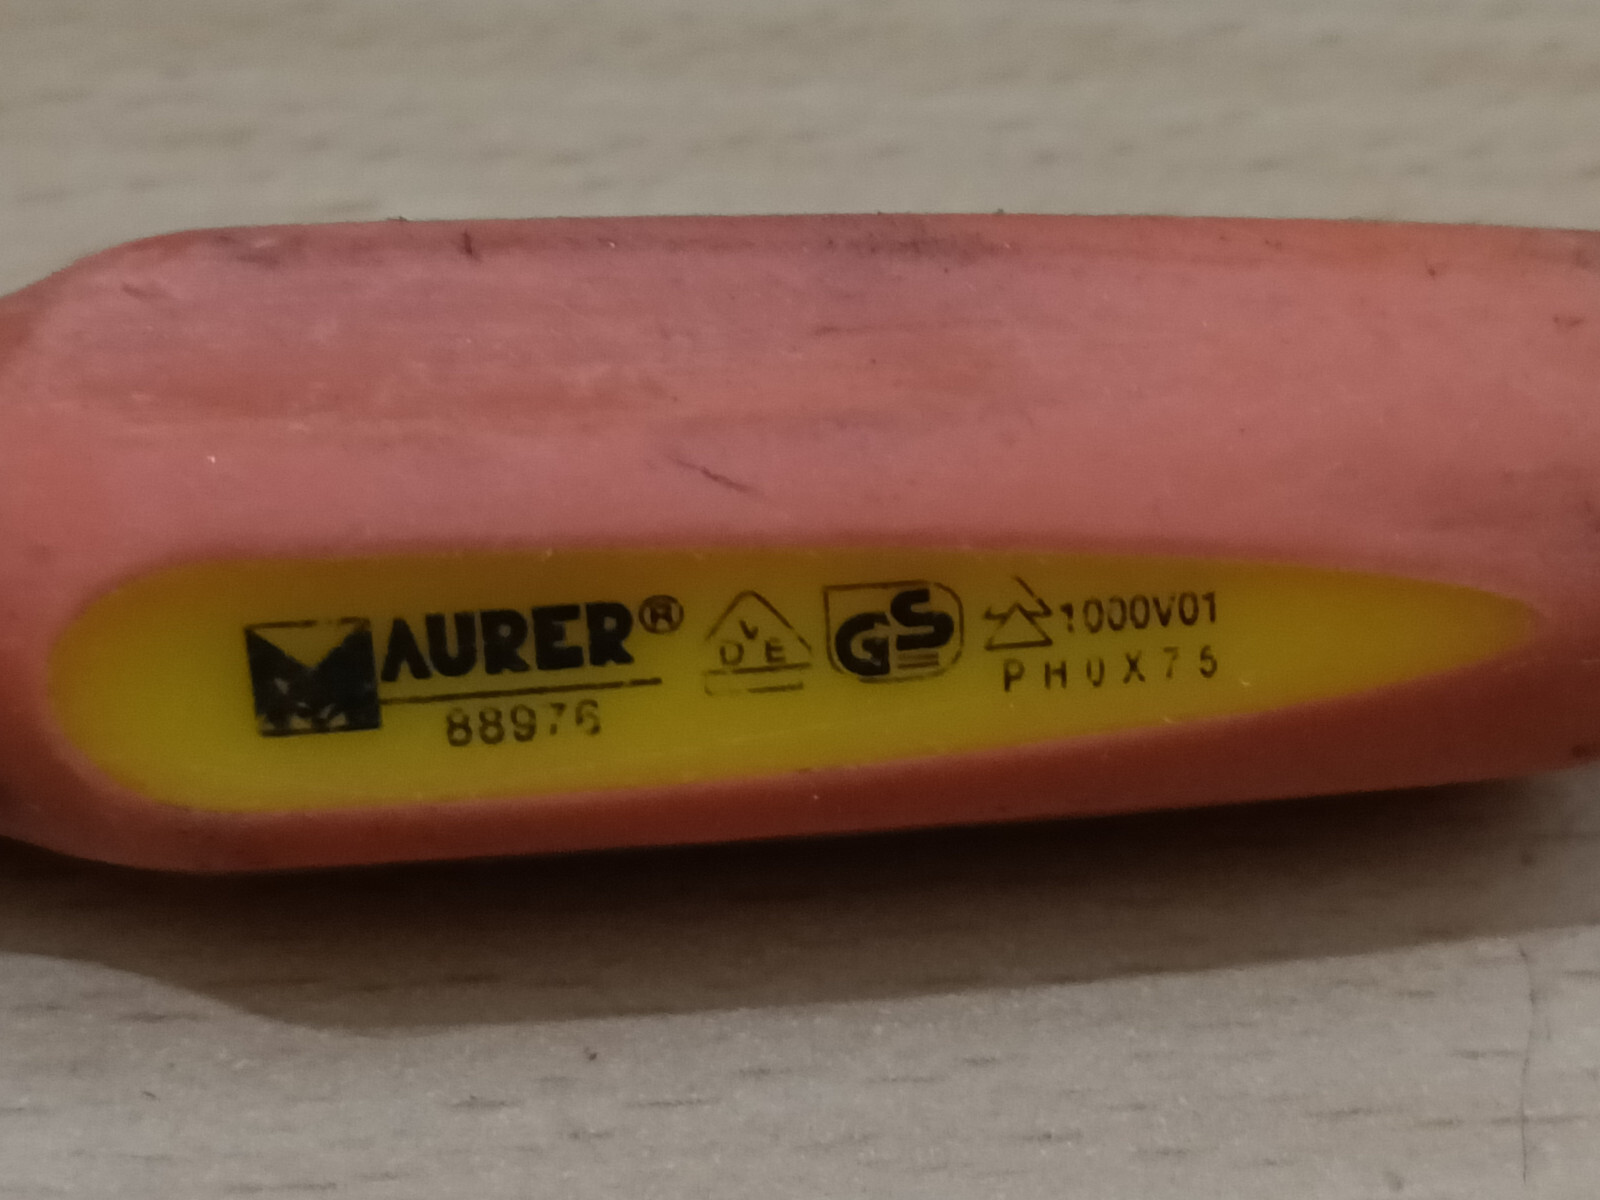 MAURER®
88976
VDE
GS
1000V01
PH0X75